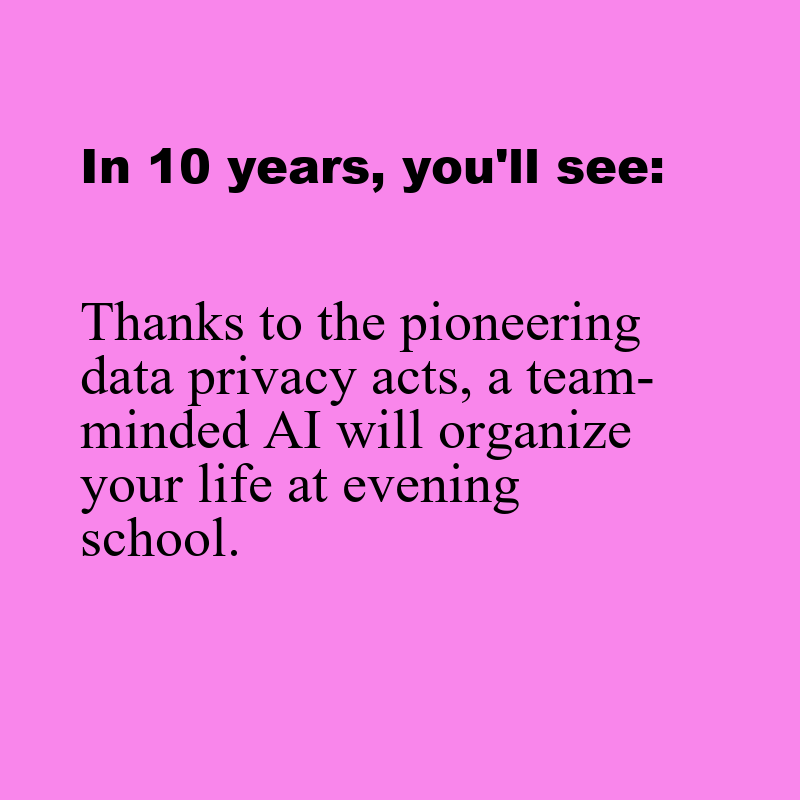 In 10 years, you'll see:
Thanks to the pioneering
data privacy acts, a team-
minded AI will organize
your life at evening
school.